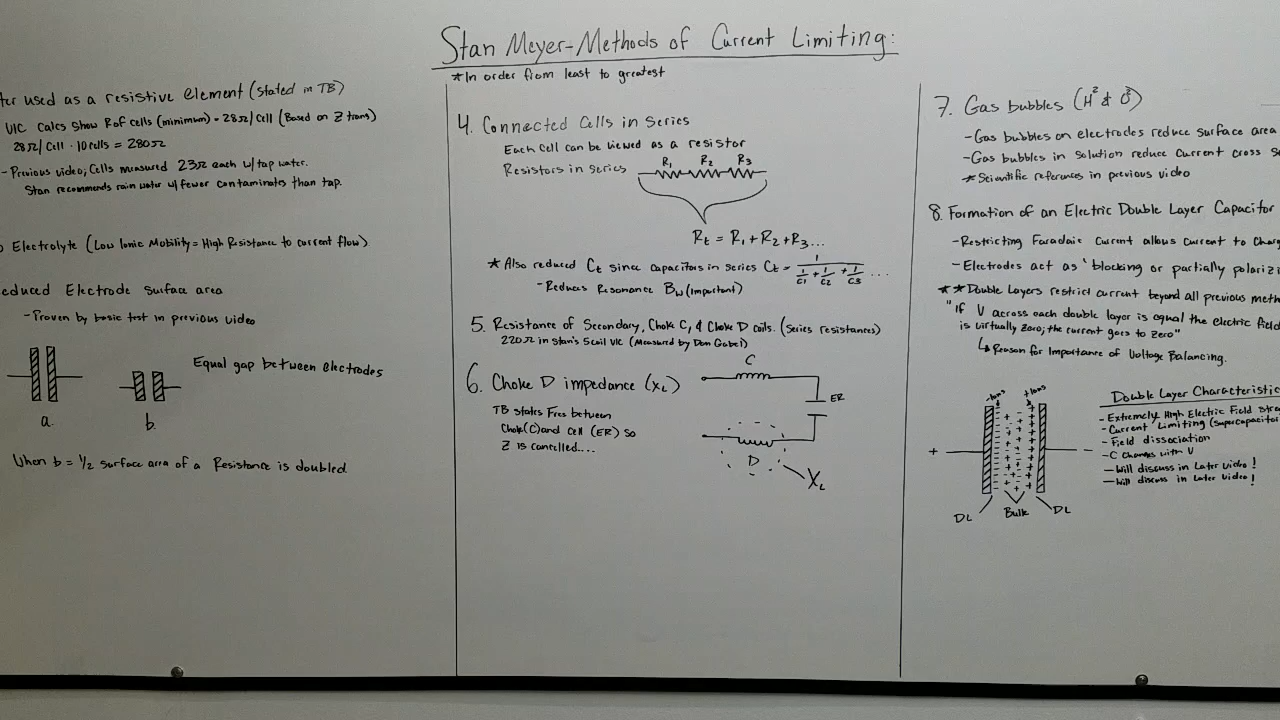 Stan Meyer-Methods of Current Limiting:
*In order from least to greatest
ter used as a resistive element (stated in TB)
VIC Calcs show R of cells (minimum) = 28Ω/Cell (Based on Z trans)
28Ω/Cell · 10 cells = 280Ω
- Previous video, Cells measured 23Ω each w/tap water.
Stan recommends rain water w/ fewer contaminates than tap.
o Electrolyte (Low Ionic Mobility = High Resistance to current flow)
educed Electrode Surface area
- Proven by basic test in previous video
Equal gap between electrodes
a.
b.
When b = 1/2 surface area of a Resistance is doubled
4. Connected Cells in Series
Each Cell can be viewed as a resistor
Resistors in series
R1 R2 R3
Rt = R1 + R2 + R3...
* Also reduced Ct since capacitors in series Ct = 1 / (1/C1 + 1/C2 + 1/C3 ...
- Reduces Resonance Bw (Important)
5. Resistance of Secondary, Choke C, & Choke D coils. (Series resistances)
220Ω in Stan's 5 coil VIC (Measured by Don Gabel)
6. Choke D impedance (XL)
TB states Fres between
Chok(C) and Cell (ER) so
Z is cancelled....
C
ER
D
XL
7. Gas bubbles (H2 & O2)
- Gas bubbles on electrodes reduce surface area
- Gas bubbles in solution reduce current cross s
* Scientific references in previous video
8. Formation of an Electric Double Layer Capacitor
- Restricting Faradaic Current allows current to Charg
- Electrodes act as "blocking or partially polariz
** Double Layers restrict current beyond all previous meth
"If V across each double layer is equal the electric field
is virtually zero; the current goes to zero"
↳ Reason for Importance of Voltage Balancing.
-Ions
+Ions
+
-
DL
Bulk
DL
Double Layer Characteristic
- Extremely High Electric Field Stre
- Current Limiting (supercapacitor
- Field dissociation
- C Changes with V
- Will discuss in Later video!
- Will discuss in Later video!